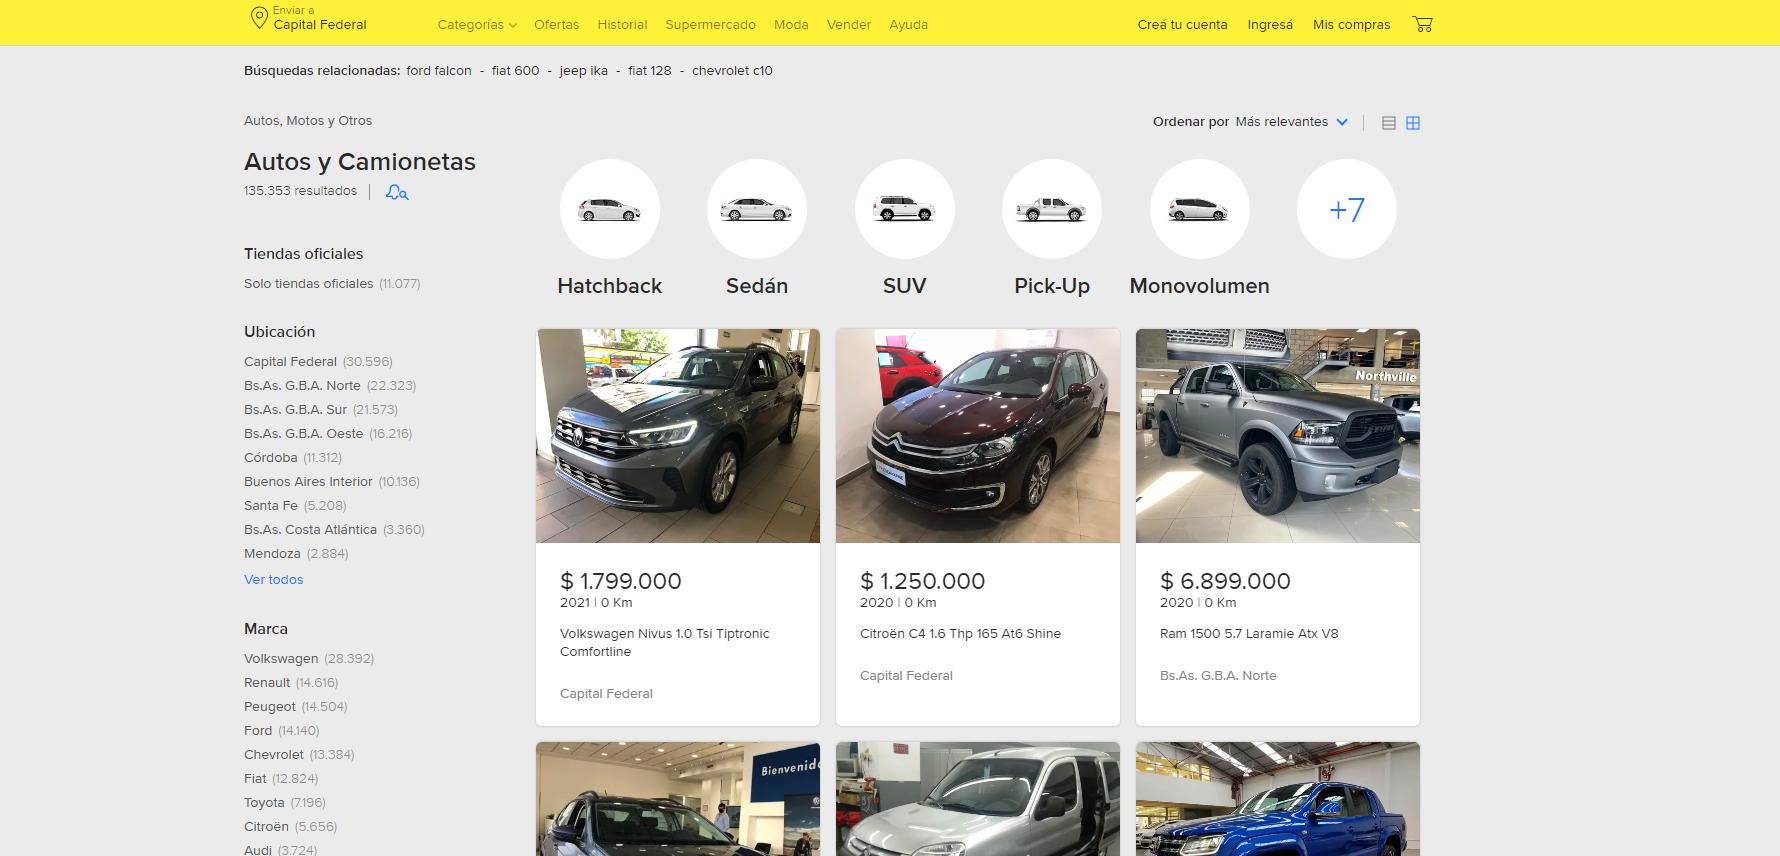 Enviar a
Capital Federal
Categorías Ofertas Historial Supermercado Moda Vender Ayuda
Creá tu cuenta Ingresá Mis compras
Búsquedas relacionadas: ford falcon - fiat 600 - jeep ika - fiat 128 - chevrolet c10
Autos, Motos y Otros
Ordenar por Más relevantes
Autos y Camionetas
135.353 resultados
Tiendas oficiales
Solo tiendas oficiales (11.077)
Ubicación
Capital Federal (30.596)
Bs.As. G.B.A. Norte (22.323)
Bs.As. G.B.A. Sur (21.573)
Bs.As. G.B.A. Oeste (16.216)
Córdoba (11.312)
Buenos Aires Interior (10.136)
Santa Fe (5.208)
Bs.As. Costa Atlántica (3.360)
Mendoza (2.884)
Ver todos
Marca
Volkswagen (28.392)
Renault (14.616)
Peugeot (14.504)
Ford (14.140)
Chevrolet (13.384)
Fiat (12.824)
Toyota (7.196)
Citroën (5.656)
Audi (3.724)
+7
Hatchback Sedán SUV Pick-Up Monovolumen
Northville
$ 1.799.000
2021 | 0 Km
Volkswagen Nivus 1.0 Tsi Tiptronic
Comfortline
Capital Federal
$ 1.250.000
2020 | 0 Km
Citroën C4 1.6 Thp 165 At6 Shine
Capital Federal
$ 6.899.000
2020 | 0 Km
Ram 1500 5.7 Laramie Atx V8
Bs.As. G.B.A. Norte
Bienvenido